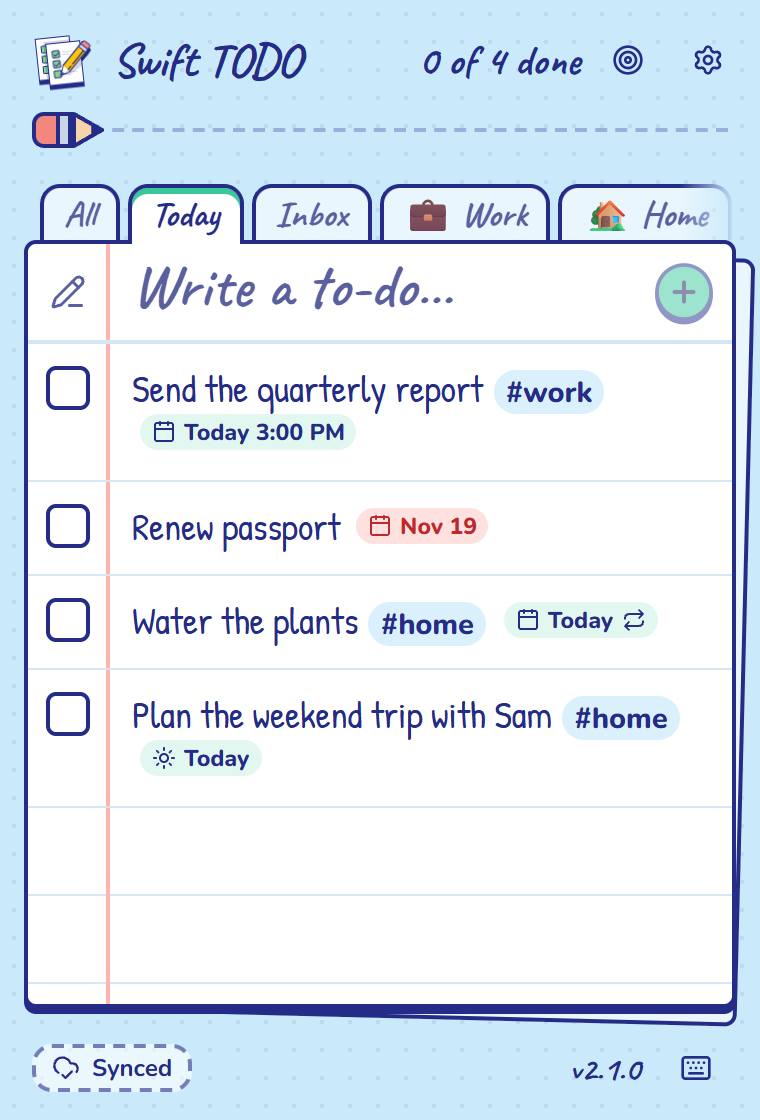 Swift TODO
0 of 4 done
All
Today
Inbox
Work
Home
Write a to-do...
Send the quarterly report #work
Today 3:00 PM
Renew passport Nov 19
Water the plants #home Today
Plan the weekend trip with Sam #home
Today
Synced
v2.1.0